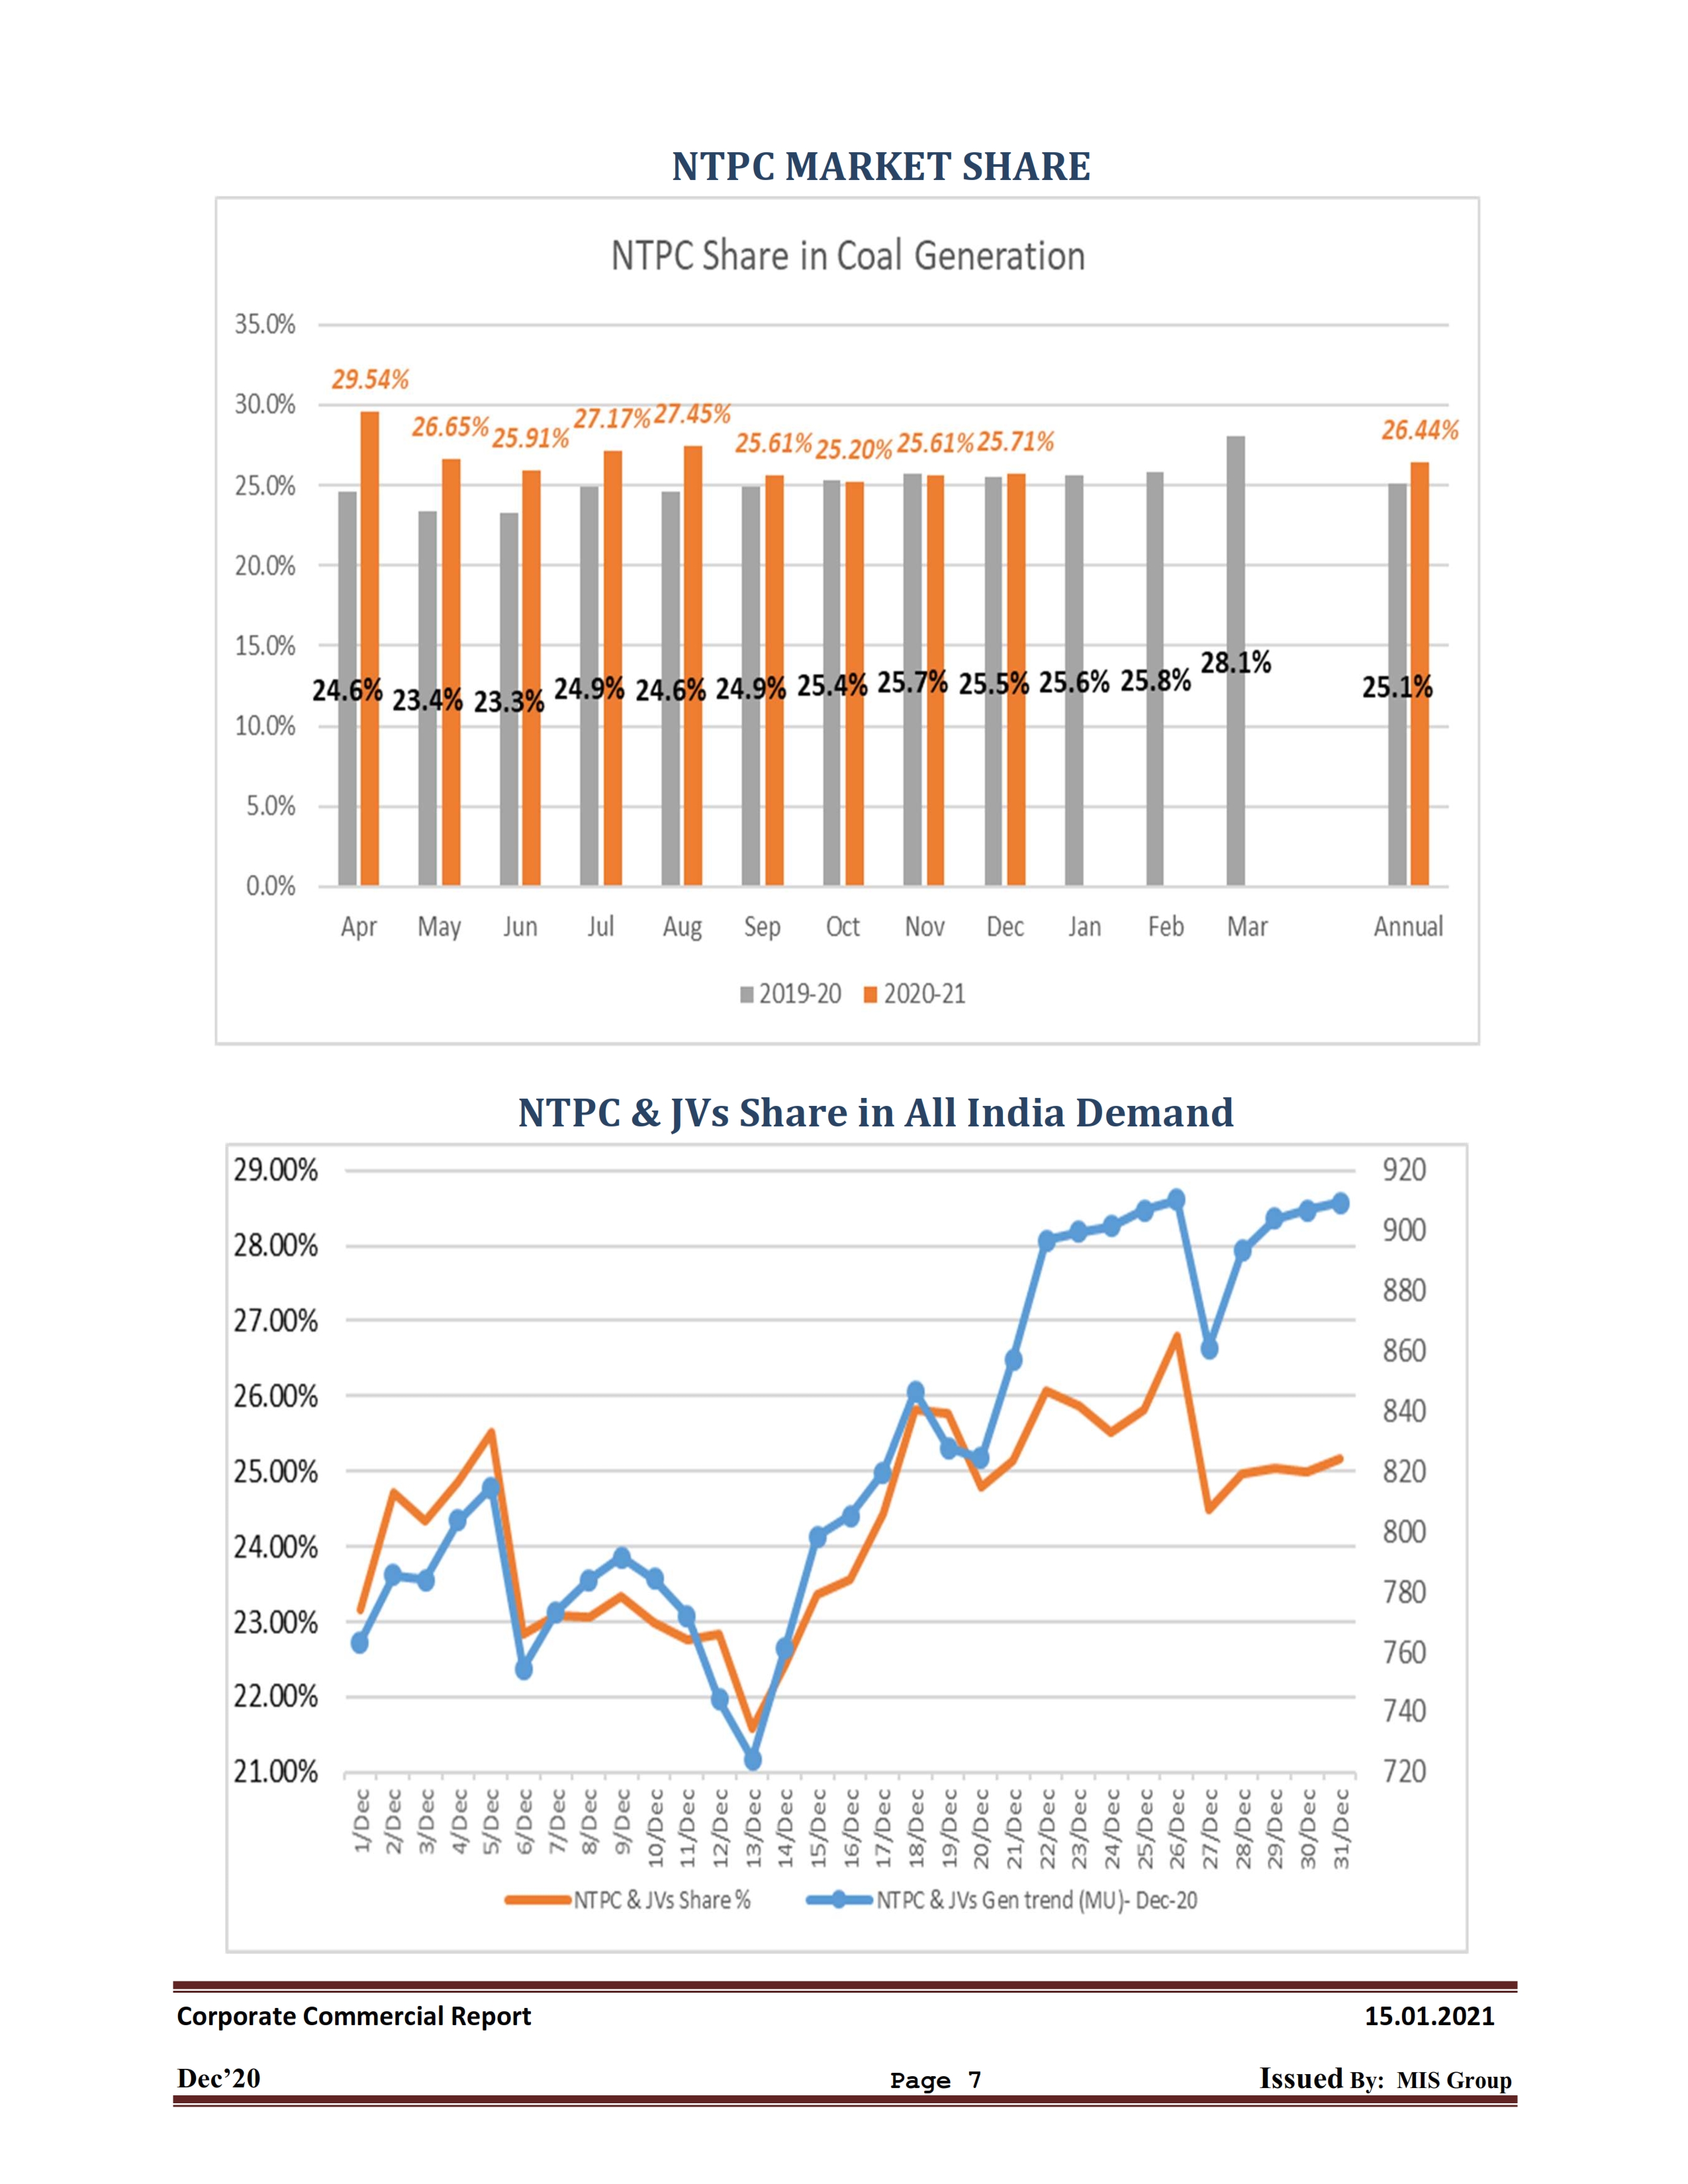 NTPC MARKET SHARE
NTPC Share in Coal Generation
35.0%
30.0%
25.0%
20.0%
15.0%
10.0%
5.0%
0.0%
29.54%
26.65%
25.91%
27.17%
27.45%
25.61%
25.20%
25.61%
25.71%
26.44%
24.6%
23.4%
23.3%
24.9%
24.6%
24.9%
25.4%
25.7%
25.5%
25.6%
25.8%
28.1%
25.1%
Apr May Jun Jul Aug Sep Oct Nov Dec Jan Feb Mar Annual
2019-20 2020-21
NTPC & JVs Share in All India Demand
29.00%
28.00%
27.00%
26.00%
25.00%
24.00%
23.00%
22.00%
21.00%
920
900
880
860
840
820
800
780
760
740
720
1/Dec
2/Dec
3/Dec
4/Dec
5/Dec
6/Dec
7/Dec
8/Dec
9/Dec
10/Dec
11/Dec
12/Dec
13/Dec
14/Dec
15/Dec
16/Dec
17/Dec
18/Dec
19/Dec
20/Dec
21/Dec
22/Dec
23/Dec
24/Dec
25/Dec
26/Dec
27/Dec
28/Dec
29/Dec
30/Dec
31/Dec
NTPC & JVs Share % NTPC & JVs Gen trend (MU)- Dec-20
Corporate Commercial Report 15.01.2021
Dec’20 Page 7 Issued By: MIS Group